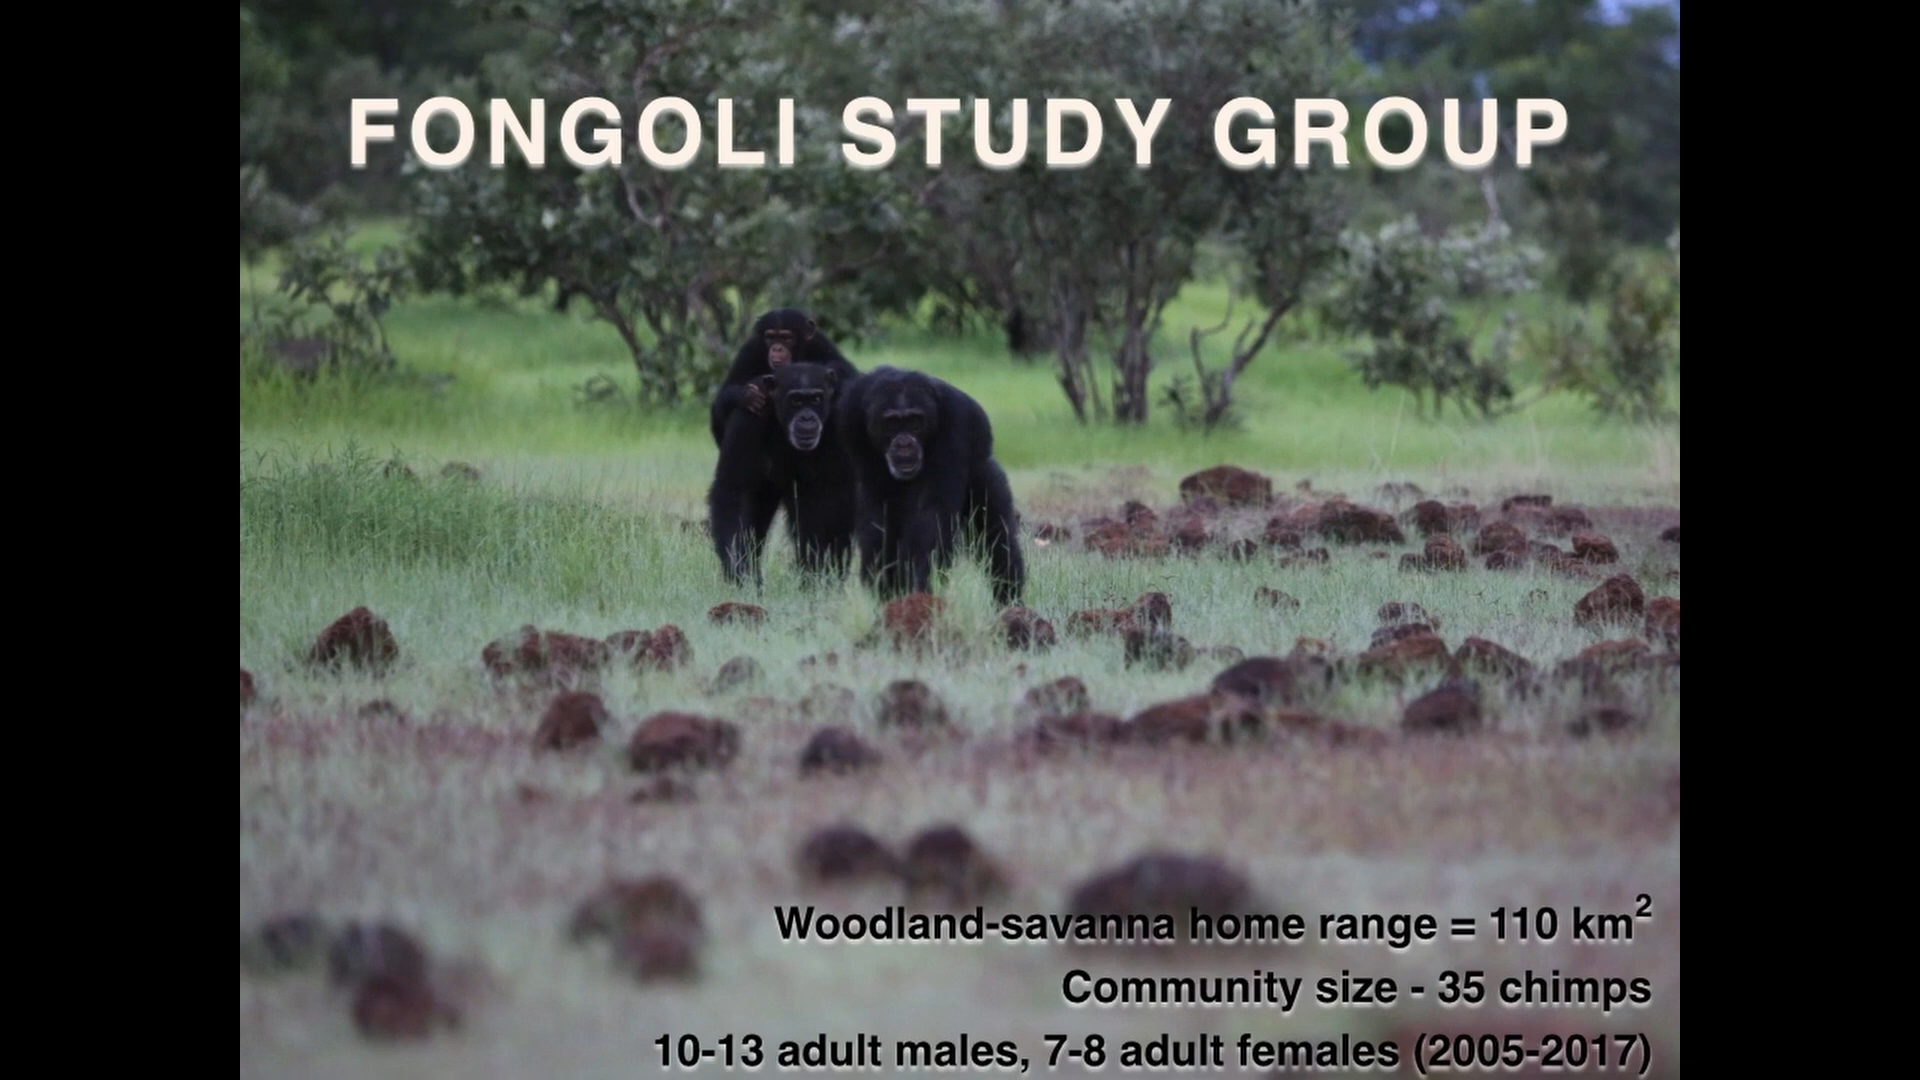 FONGOLI STUDY GROUP
Woodland-savanna home range = 110 km²
Community size - 35 chimps
10-13 adult males, 7-8 adult females (2005-2017)